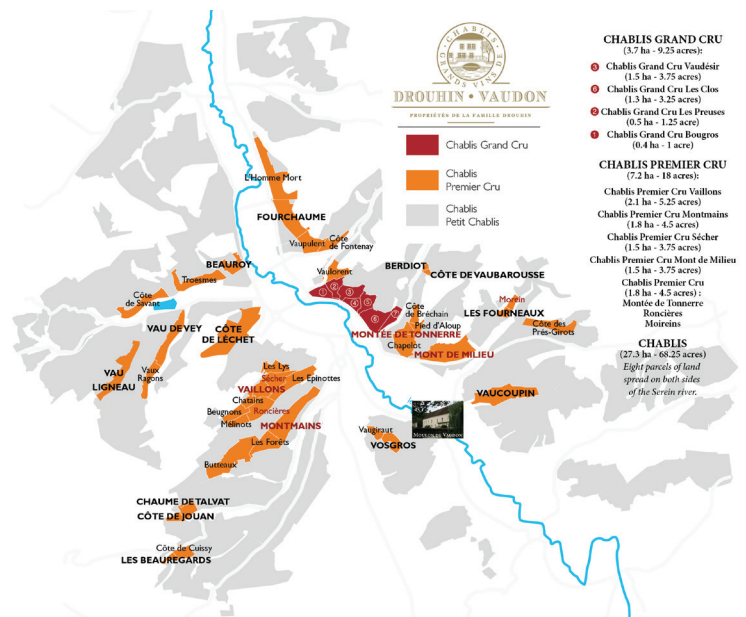 CHABLIS
GRANDS VINS DE
DROUHIN • VAUDON
PROPRIÉTÉS DE LA FAMILLE DROUHIN
Chablis Grand Cru
Chablis
Premier Cru
Chablis
Petit Chablis
CHABLIS GRAND CRU
(3.7 ha - 9.25 acres):
3 Chablis Grand Cru Vaudésir
(1.5 ha - 3.75 acres)
6 Chablis Grand Cru Les Clos
(1.3 ha - 3.25 acres)
2 Chablis Grand Cru Les Preuses
(0.5 ha - 1.25 acre)
1 Chablis Grand Cru Bougros
(0.4 ha - 1 acre)
CHABLIS PREMIER CRU
(7.2 ha - 18 acres):
Chablis Premier Cru Vaillons
(2.1 ha - 5.25 acres)
Chablis Premier Cru Montmains
(1.8 ha - 4.5 acres)
Chablis Premier Cru Sécher
(1.5 ha - 3.75 acres)
Chablis Premier Cru Mont de Milieu
(1.5 ha - 3.75 acres)
Chablis Premier Cru
(1.8 ha - 4.5 acres) :
Montée de Tonnerre
Roncières
Moireins
CHABLIS
(27.3 ha - 68.25 acres)
Eight parcels of land
spread on both sides
of the Serein river.
L'Homme Mort
FOURCHAUME
Vaupulent
Côte
de Fontenay
BEAUROY
Troesmes
Vaulorent
BERDIOT
CÔTE DE VAUBAROUSSE
Côte
de Savant
1
2
3
4
5
6
7
Morein
LES FOURNEAUX
Côte
de Bréchain
Pied d'Aloup
Côte des
Prés-Girots
VAU DE VEY
CÔTE
DE LÉCHET
MONTÉE DE TONNERRE
Chapelot
MONT DE MILIEU
VAU
LIGNEAU
Vaux
Ragons
Les Lys
Sécher
Les Epinottes
VAILLONS
Chatains
Beugnons
Roncières
Mélinots
MONTMAINS
Les Forêts
Butteaux
VAUCOUPIN
MOULIN DE VAUDON
Vaugiraut
VOSGROS
CHAUME DE TALVAT
CÔTE DE JOUAN
Côte de Cuissy
LES BEAUREGARDS